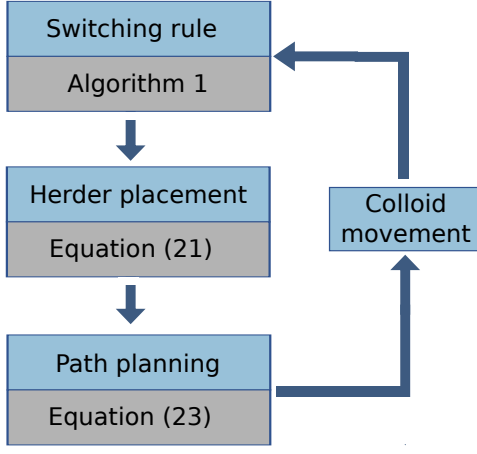 Switching rule
Algorithm 1
Herder placement
Equation (21)
Colloid
movement
Path planning
Equation (23)